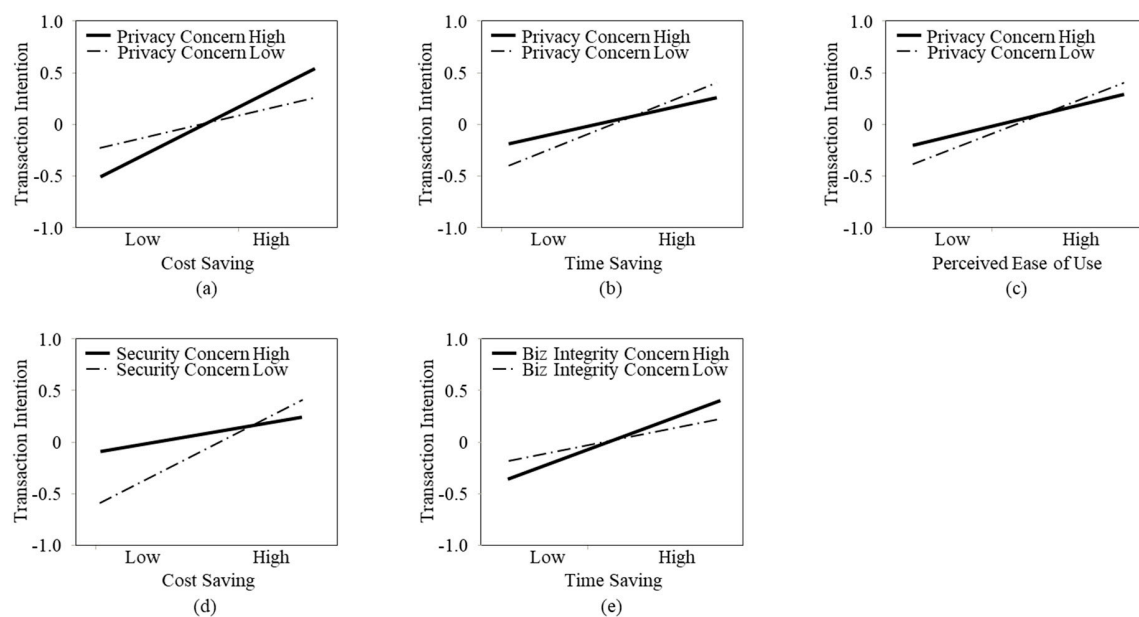 1.0
0.5
0
-0.5
-1.0
Transaction Intention
Privacy Concern High
Privacy Concern Low
Low High
Cost Saving
(a)
1.0
0.5
0
-0.5
-1.0
Transaction Intention
Privacy Concern High
Privacy Concern Low
Low High
Time Saving
(b)
1.0
0.5
0
-0.5
-1.0
Transaction Intention
Privacy Concern High
Privacy Concern Low
Low High
Perceived Ease of Use
(c)
1.0
0.5
0
-0.5
-1.0
Transaction Intention
Security Concern High
Security Concern Low
Low High
Cost Saving
(d)
1.0
0.5
0
-0.5
-1.0
Transaction Intention
Biz Integrity Concern High
Biz Integrity Concern Low
Low High
Time Saving
(e)